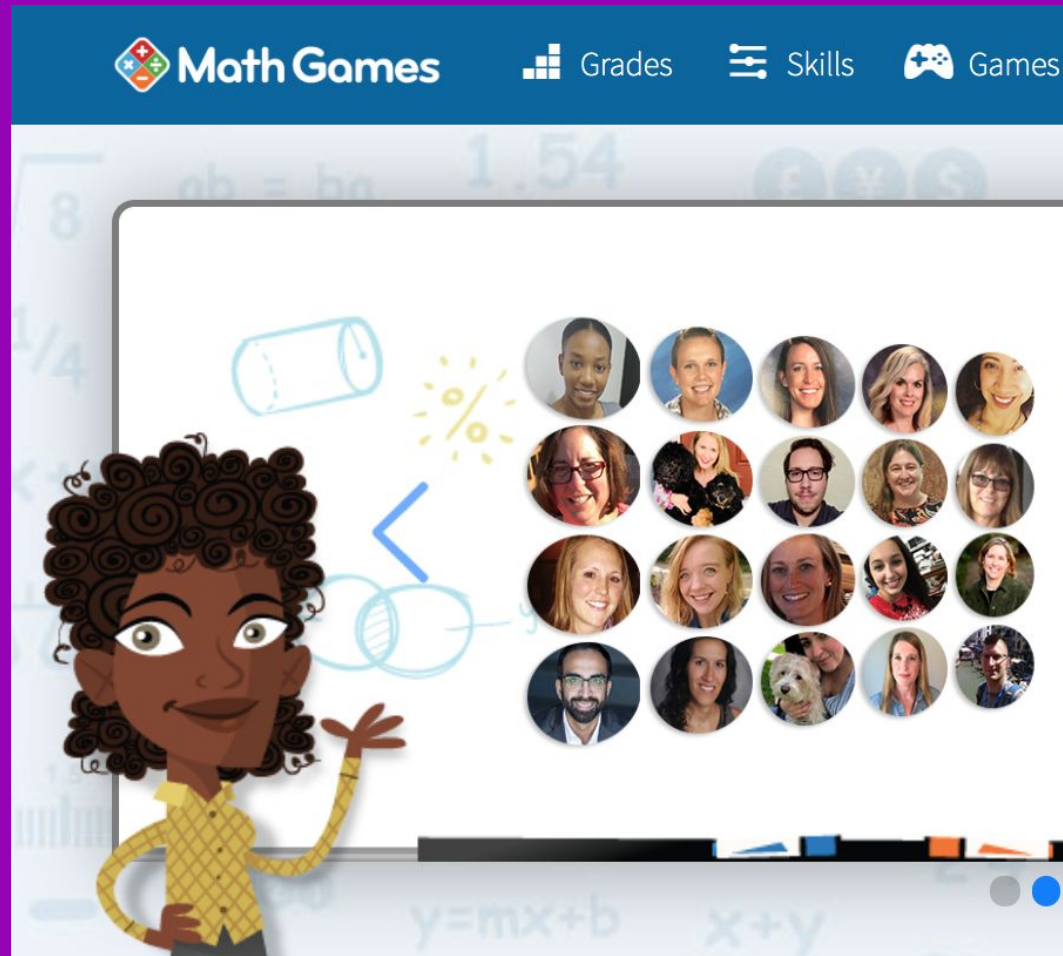 Math Games Grades Skills Games
1.54
8
ab = ba
£ ¥ $
1/4
%
y
y=mx+b x+y